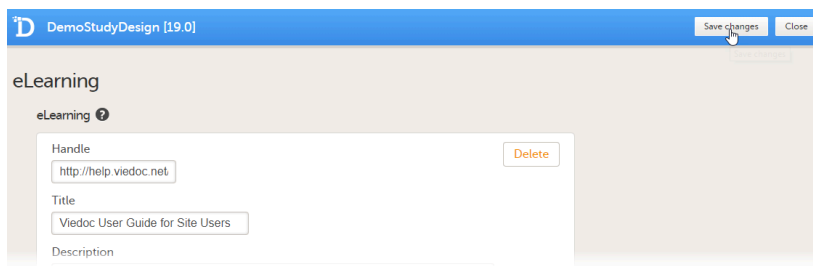 DemoStudyDesign [19.0]
Save changes
Close
eLearning
eLearning ?
Handle
Delete
http://help.viedoc.net
Title
Viedoc User Guide for Site Users
Description